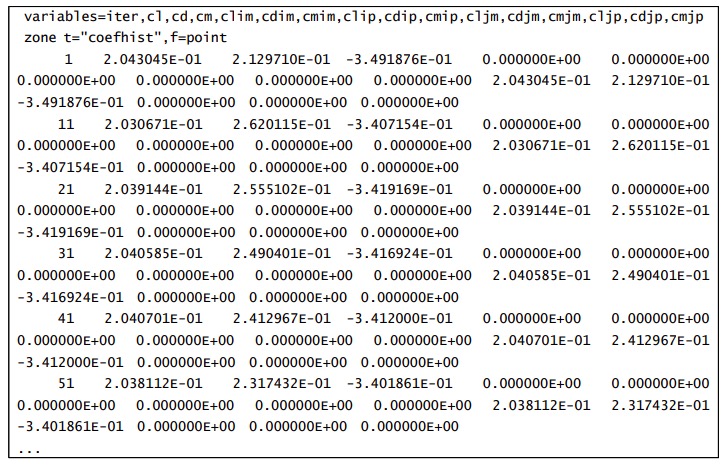 variables=iter,cl,cd,cm,clim,cdim,cmim,clip,cdip,cmip,cljm,cdjm,cmjm,cljp,cdjp,cmjp
zone t="coefhist",f=point
1 2.043045E-01 2.129710E-01 -3.491876E-01 0.000000E+00 0.000000E+00
0.000000E+00 0.000000E+00 0.000000E+00 0.000000E+00 2.043045E-01 2.129710E-01
-3.491876E-01 0.000000E+00 0.000000E+00 0.000000E+00
11 2.030671E-01 2.620115E-01 -3.407154E-01 0.000000E+00 0.000000E+00
0.000000E+00 0.000000E+00 0.000000E+00 0.000000E+00 2.030671E-01 2.620115E-01
-3.407154E-01 0.000000E+00 0.000000E+00 0.000000E+00
21 2.039144E-01 2.555102E-01 -3.419169E-01 0.000000E+00 0.000000E+00
0.000000E+00 0.000000E+00 0.000000E+00 0.000000E+00 2.039144E-01 2.555102E-01
-3.419169E-01 0.000000E+00 0.000000E+00 0.000000E+00
31 2.040585E-01 2.490401E-01 -3.416924E-01 0.000000E+00 0.000000E+00
0.000000E+00 0.000000E+00 0.000000E+00 0.000000E+00 2.040585E-01 2.490401E-01
-3.416924E-01 0.000000E+00 0.000000E+00 0.000000E+00
41 2.040701E-01 2.412967E-01 -3.412000E-01 0.000000E+00 0.000000E+00
0.000000E+00 0.000000E+00 0.000000E+00 0.000000E+00 2.040701E-01 2.412967E-01
-3.412000E-01 0.000000E+00 0.000000E+00 0.000000E+00
51 2.038112E-01 2.317432E-01 -3.401861E-01 0.000000E+00 0.000000E+00
0.000000E+00 0.000000E+00 0.000000E+00 0.000000E+00 2.038112E-01 2.317432E-01
-3.401861E-01 0.000000E+00 0.000000E+00 0.000000E+00
...